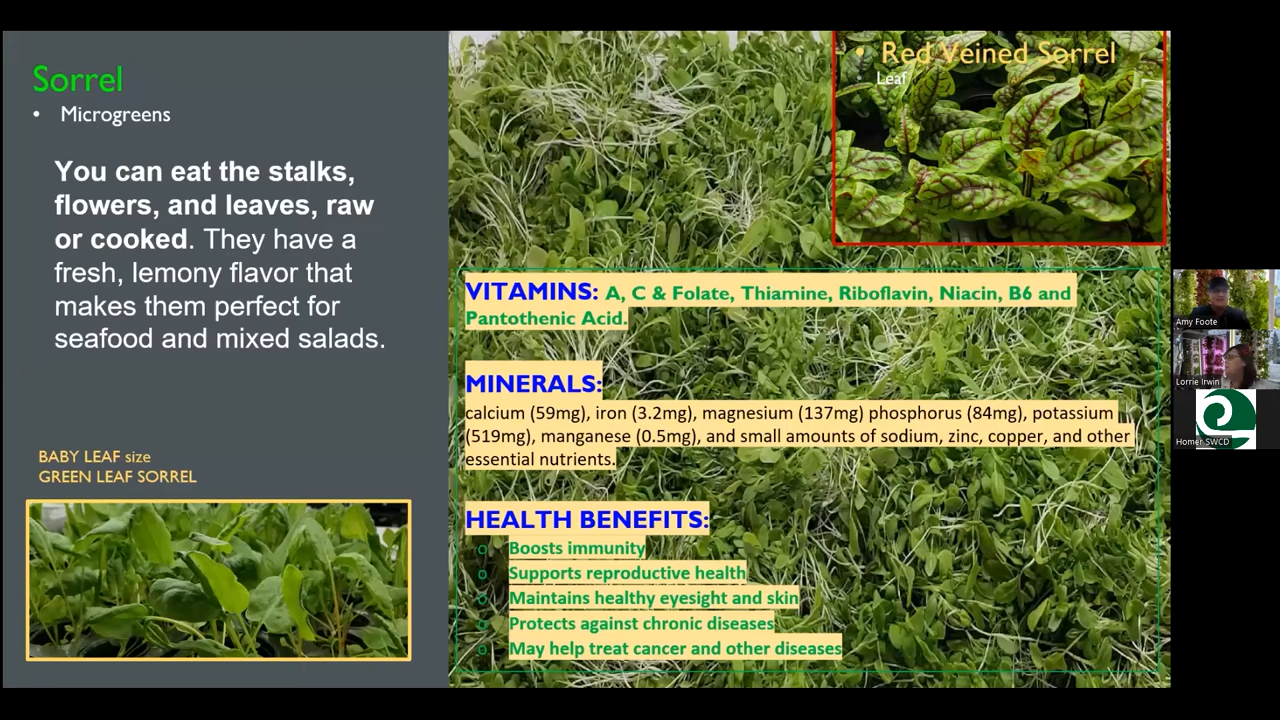 Sorrel
• Microgreens
You can eat the stalks,
flowers, and leaves, raw
or cooked. They have a
fresh, lemony flavor that
makes them perfect for
seafood and mixed salads.
BABY LEAF size
GREEN LEAF SORREL
• Red Veined Sorrel
• Leaf
VITAMINS: A, C & Folate, Thiamine, Riboflavin, Niacin, B6 and
Pantothenic Acid.
MINERALS:
calcium (59mg), iron (3.2mg), magnesium (137mg) phosphorus (84mg), potassium
(519mg), manganese (0.5mg), and small amounts of sodium, zinc, copper, and other
essential nutrients.
HEALTH BENEFITS:
o Boosts immunity
o Supports reproductive health
o Maintains healthy eyesight and skin
o Protects against chronic diseases
o May help treat cancer and other diseases
Amy Foote
Lorrie Irwin
Homer SWCD